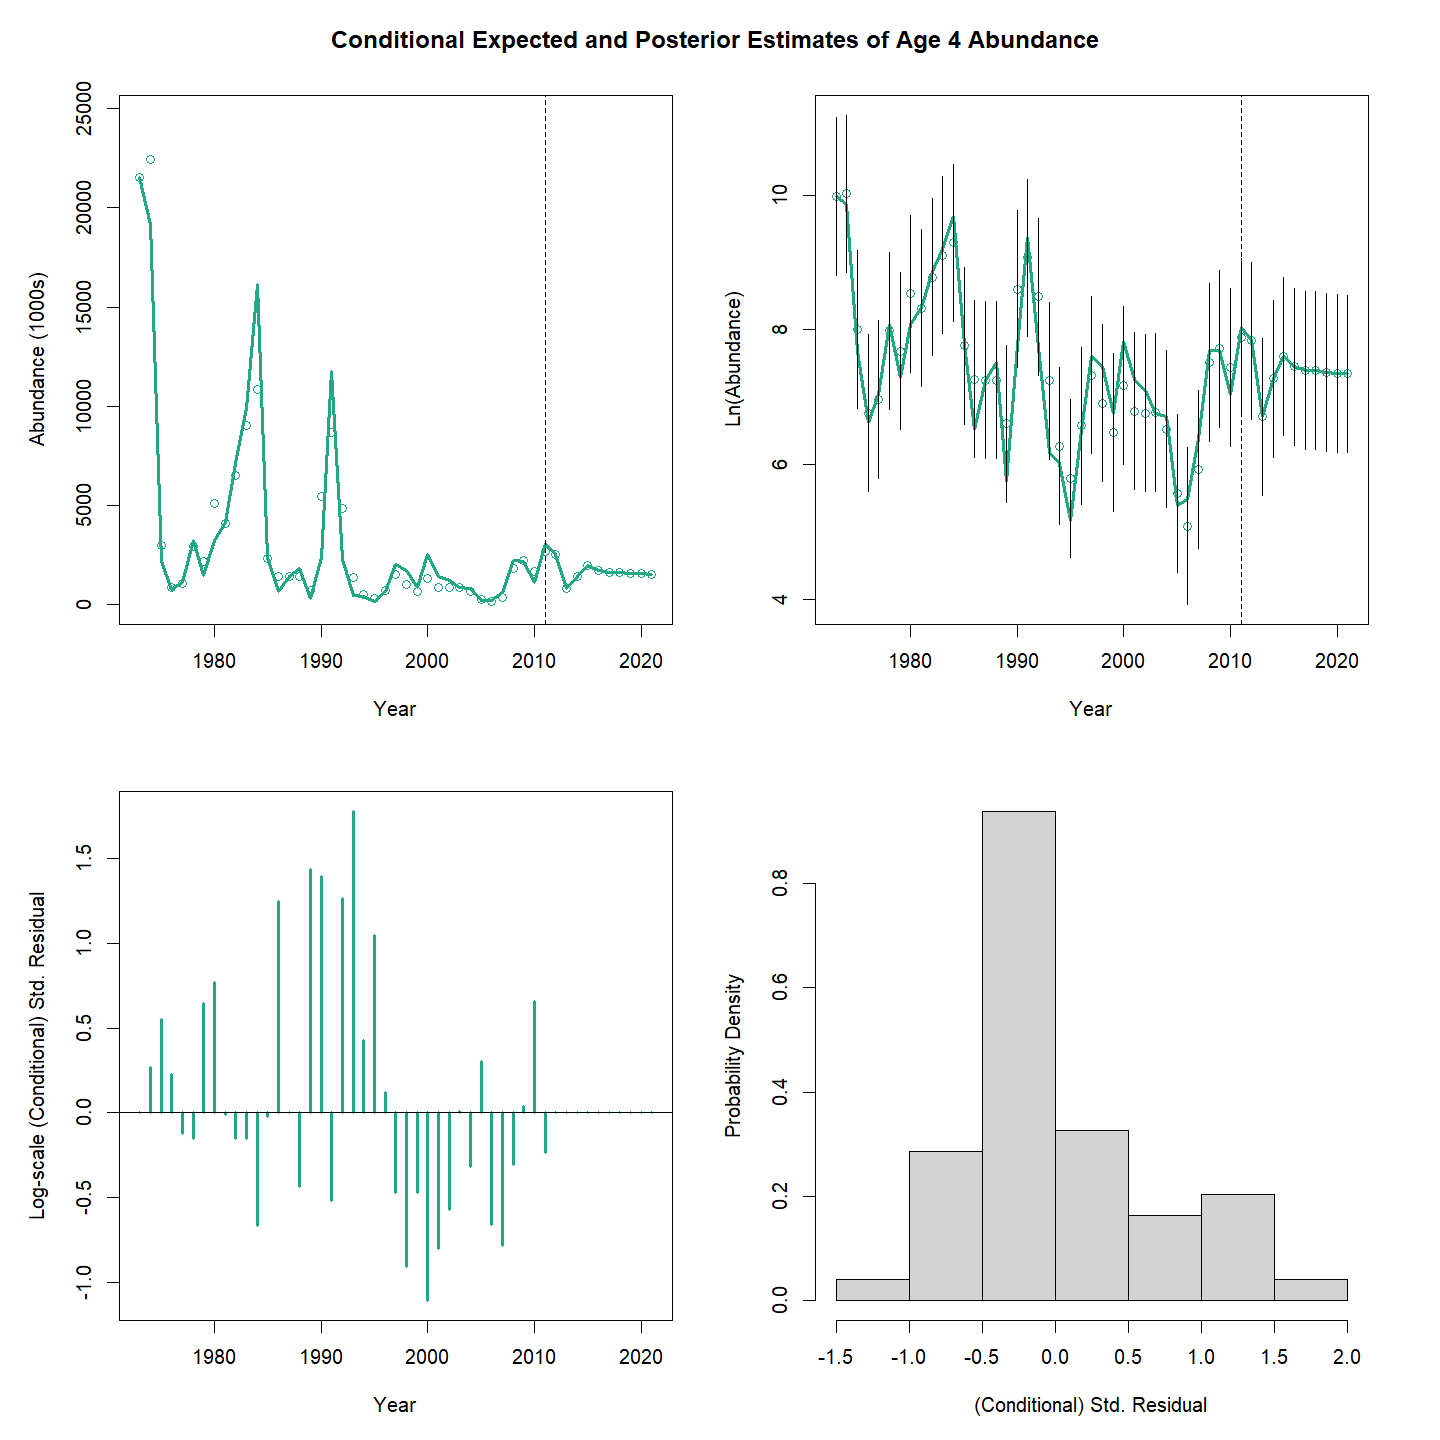 Conditional Expected and Posterior Estimates of Age 4 Abundance
Abundance (1000s)
25000
20000
15000
10000
5000
0
1980 1990 2000 2010 2020
Year
Ln(Abundance)
10
8
6
4
1980 1990 2000 2010 2020
Year
Log-scale (Conditional) Std. Residual
1.5
1.0
0.5
0.0
-0.5
-1.0
1980 1990 2000 2010 2020
Year
Probability Density
0.8
0.6
0.4
0.2
0.0
-1.5 -1.0 -0.5 0.0 0.5 1.0 1.5 2.0
(Conditional) Std. Residual